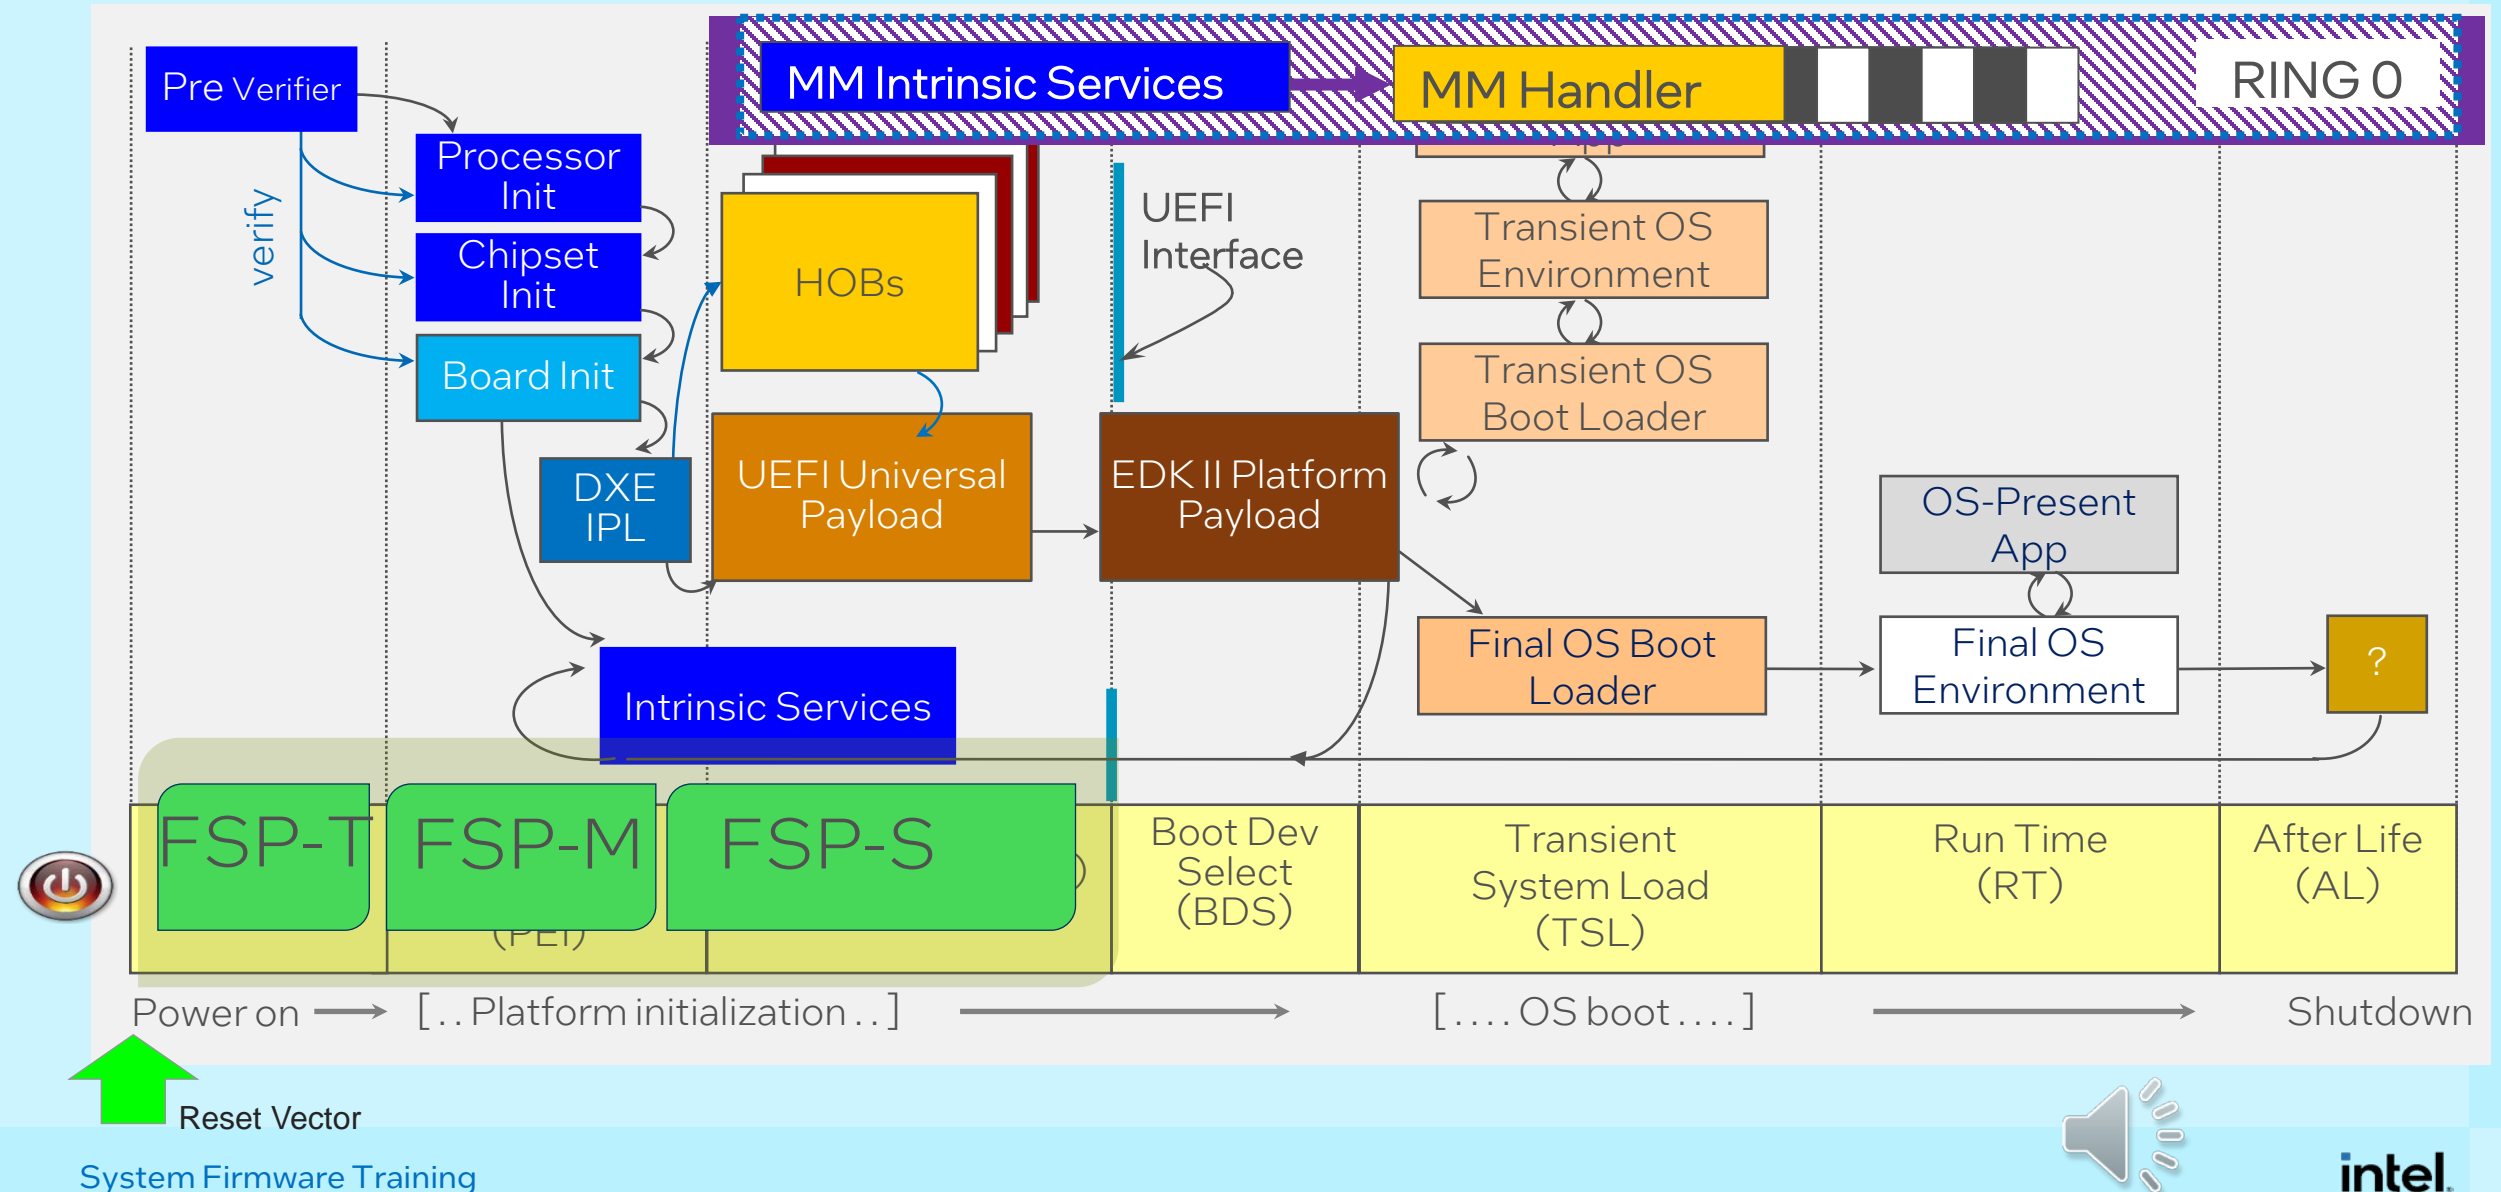 MM Intrinsic Services
MM Handler
RING 0
Pre Verifier
Processor
Init
Chipset
Init
Board Init
verify
DXE
IPL
HOBs
UEFI
Interface
UEFI Universal
Payload
EDK II Platform
Payload
Transient OS
Environment
Transient OS
Boot Loader
OS-Present
App
Final OS Boot
Loader
Final OS
Environment
?
Intrinsic Services
FSP-T
FSP-M
FSP-S
(PEI)
)
Boot Dev
Select
(BDS)
Transient
System Load
(TSL)
Run Time
(RT)
After Life
(AL)
Power on
[ . . Platform initialization . . ]
[ . . . . OS boot . . . . ]
Shutdown
Reset Vector
System Firmware Training
intel.